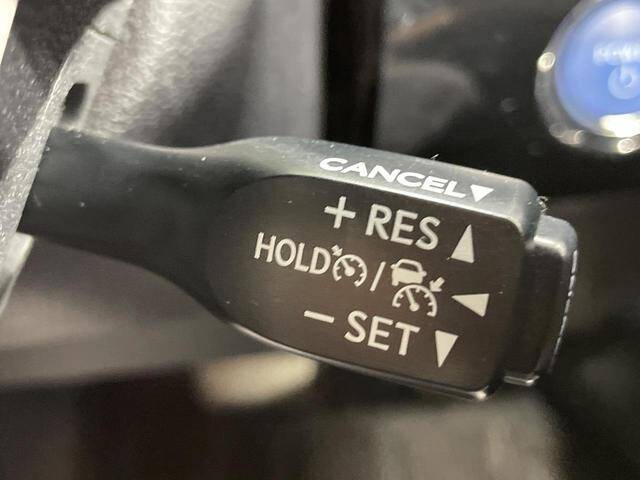 CANCEL▼
+ RES ▲
HOLD / ◀
− SET ▼